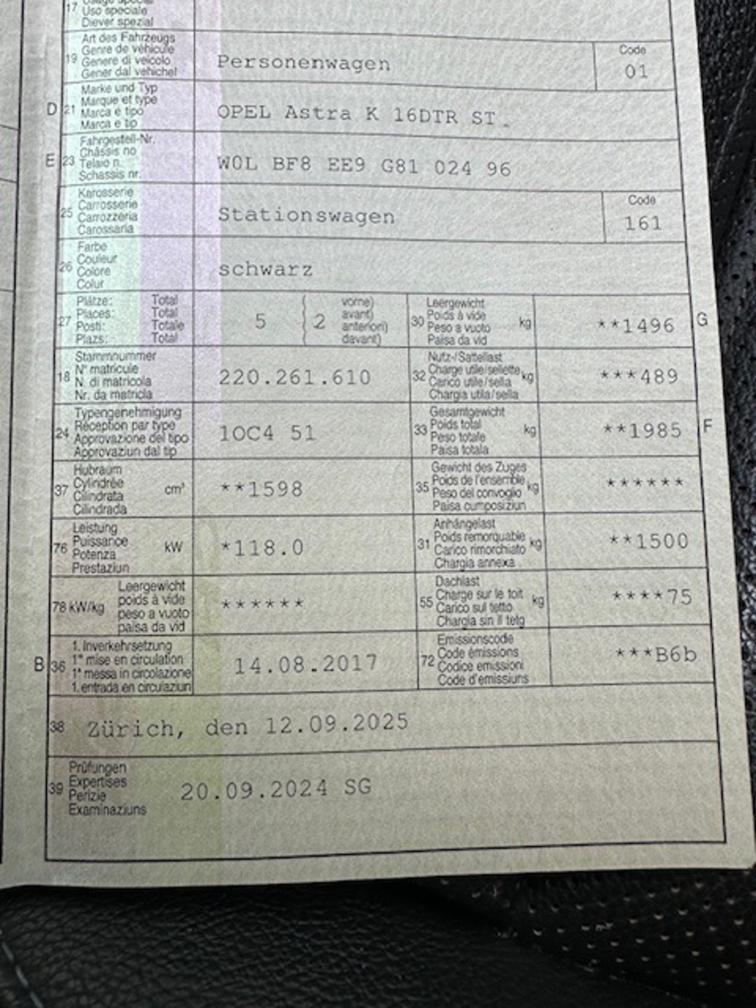 17 Uso speciale
Diever spezial
Art des Fahrzeugs
Genre de véhicule
19 Genere di veicolo
Gener dal vehichel
Personenwagen
Code
01
Marke und Typ
D 21 Marque et type
Marca e tipo
Marca e tip
OPEL Astra K 16DTR ST
Fahrgestell-Nr.
E 23 Châssis no
Telaio n.
Schassis nr.
W0L BF8 EE9 G81 024 96
Karosserie
25 Carrosserie
Carrozzeria
Carossaria
Stationswagen
Code
161
Farbe
26 Couleur
Colore
Colur
schwarz
Plätze: Total
27 Places: Total
Posti: Totale
Plazs: Total
5 { 2
vorne)
avant)
anteriori)
davant)
Leergewicht
30 Poids à vide kg
Peso a vuoto
Paisa da vid
**1496 G
Stammnummer
18 N° matricule
N. di matricola
Nr. da matricla
220.261.610
Nutz-/Sattellast
32 Charge utile/sellette kg
Carico utile/sella
Chargia utila/sella
***489
Typengenehmigung
24 Réception par type
Approvazione del tipo
Approvaziun dal tip
1OC4 51
Gesamtgewicht
33 Poids total kg
Peso totale
Paisa totala
**1985 F
Hubraum
37 Cylindrée cm³
Cilindrata
Cilindrada
**1598
Gewicht des Zuges
35 Poids de l'ensemble kg
Peso del convoglio
Paisa cumposiziun
******
Leistung
76 Puissance kW
Potenza
Prestaziun
*118.0
Anhängelast
31 Poids remorquable kg
Carico rimorchiato
Chargia annexa
**1500
Leergewicht
78 kW/kg poids à vide
peso a vuoto
paisa da vid
******
Dachlast
55 Charge sur le toit kg
Carico sul tetto
Chargia sin il tetg
****75
1. Inverkehrsetzung
B 36 1re mise en circulation
1a messa in circolazione
1. entrada en circulaziun
14.08.2017
Emissionscode
72 Code émissions
Codice emissioni
Code d'emissiuns
***B6b
38 Zürich, den 12.09.2025
Prüfungen
39 Expertises
Perizie
Examinaziuns
20.09.2024 SG